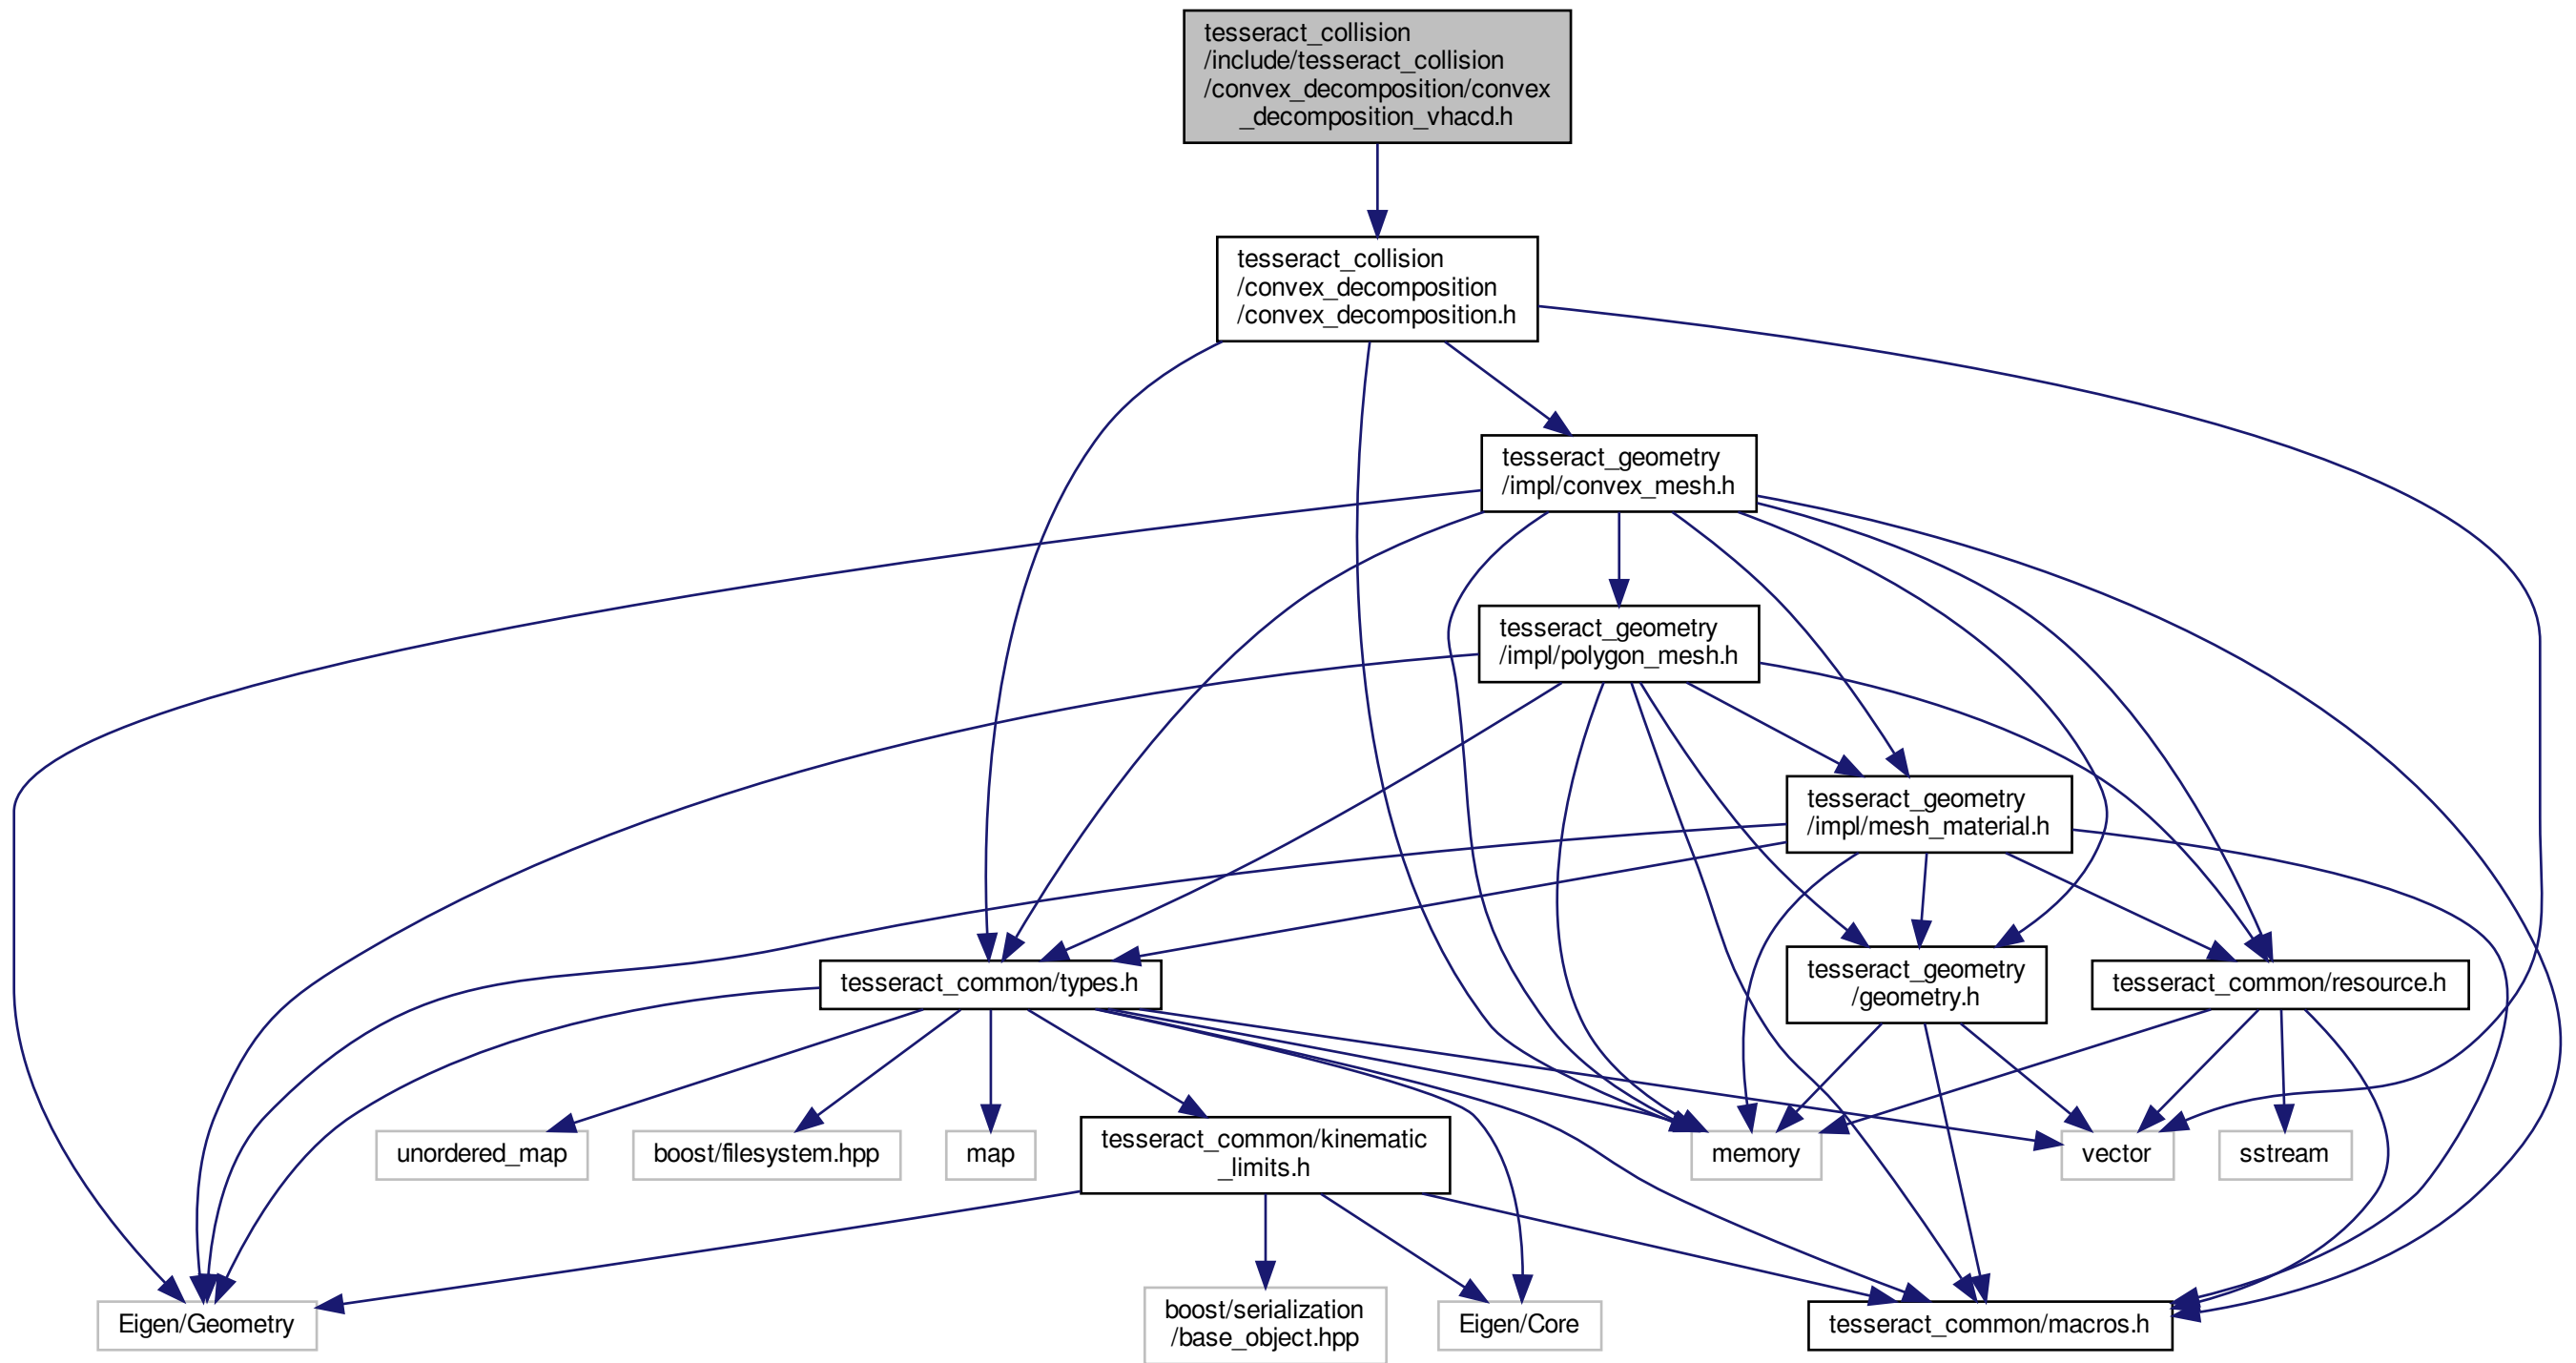 tesseract_collision
/include/tesseract_collision
/convex_decomposition/convex
_decomposition_vhacd.h
tesseract_collision
/convex_decomposition
/convex_decomposition.h
tesseract_geometry
/impl/convex_mesh.h
tesseract_geometry
/impl/polygon_mesh.h
tesseract_geometry
/impl/mesh_material.h
tesseract_common/types.h
tesseract_geometry
/geometry.h
tesseract_common/resource.h
unordered_map
boost/filesystem.hpp
map
tesseract_common/kinematic
_limits.h
memory
vector
sstream
Eigen/Geometry
boost/serialization
/base_object.hpp
Eigen/Core
tesseract_common/macros.h